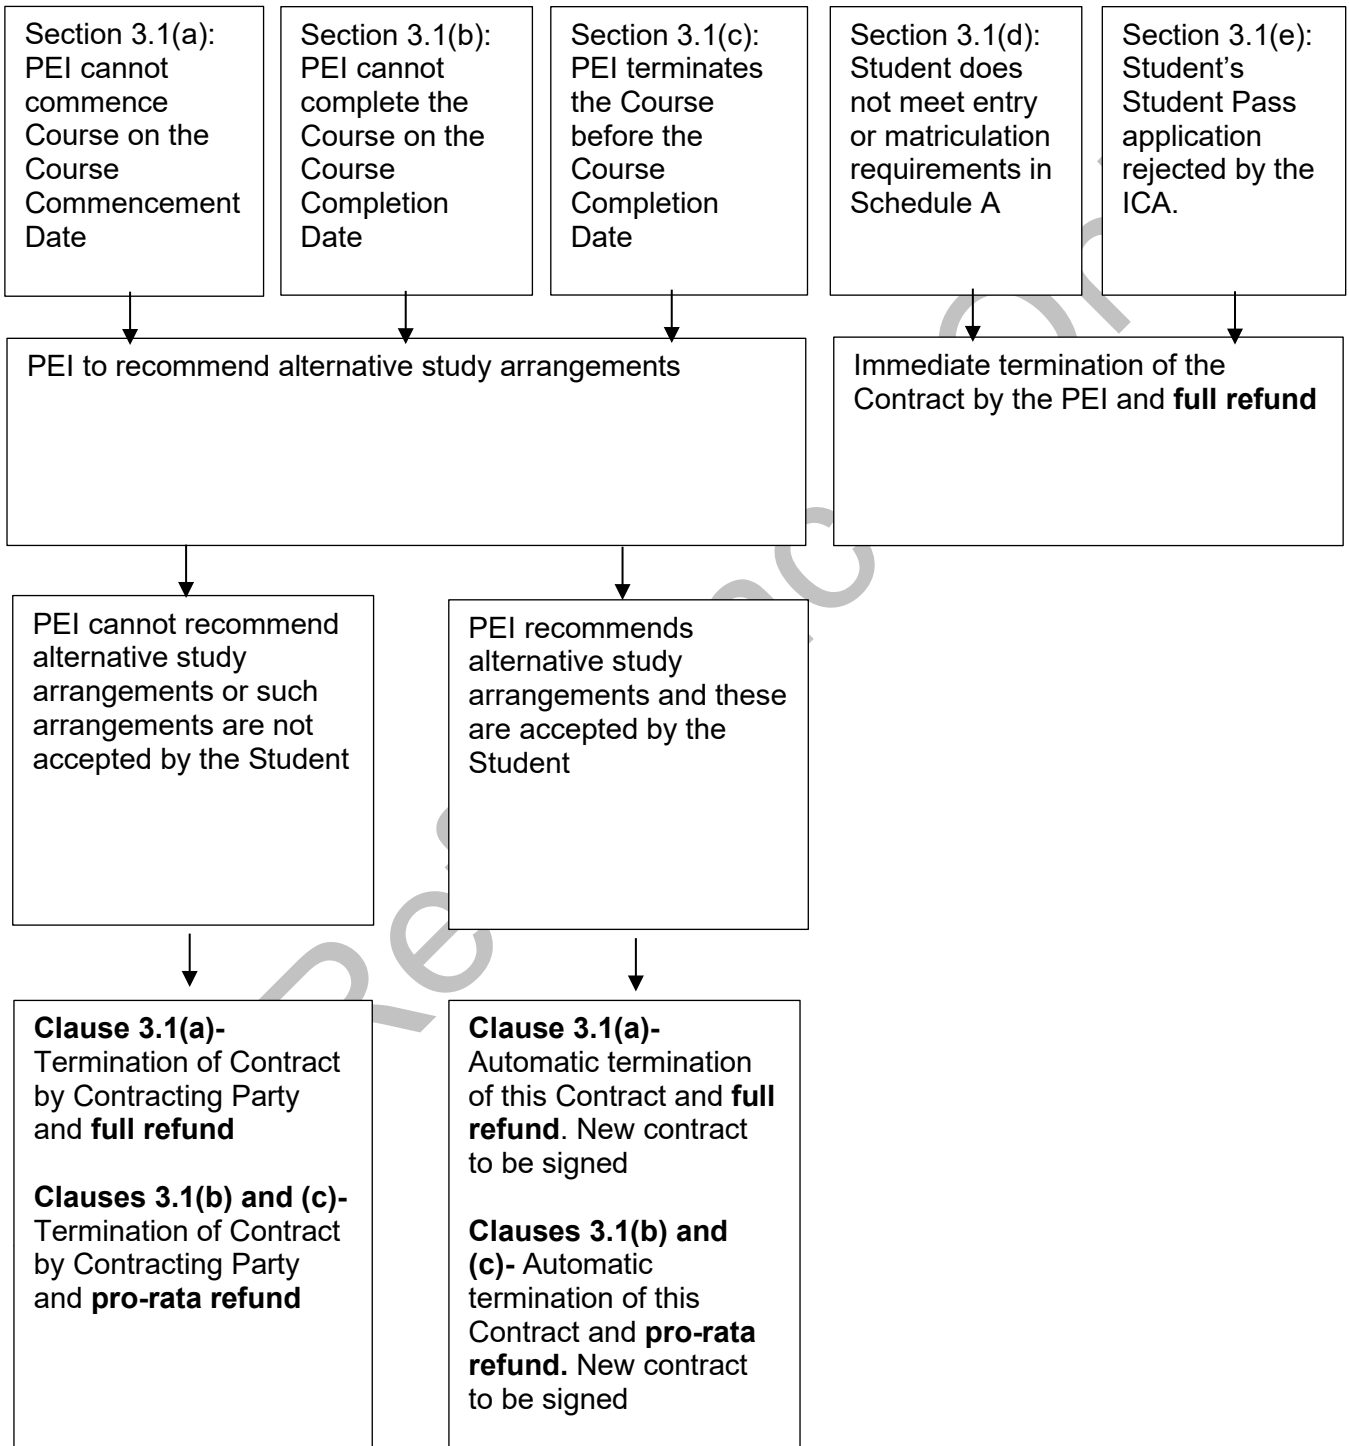 Section 3.1(a):
PEI cannot
commence
Course on the
Course
Commencement
Date
Section 3.1(b):
PEI cannot
complete the
Course on the
Course
Completion
Date
Section 3.1(c):
PEI terminates
the Course
before the
Course
Completion
Date
Section 3.1(d):
Student does
not meet entry
or matriculation
requirements in
Schedule A
Section 3.1(e):
Student’s
Student Pass
application
rejected by the
ICA.
PEI to recommend alternative study arrangements
Immediate termination of the
Contract by the PEI and full refund
PEI cannot recommend
alternative study
arrangements or such
arrangements are not
accepted by the Student
PEI recommends
alternative study
arrangements and these
are accepted by the
Student
Clause 3.1(a)-
Termination of Contract
by Contracting Party
and full refund
Clauses 3.1(b) and (c)-
Termination of Contract
by Contracting Party
and pro-rata refund
Clause 3.1(a)-
Automatic termination
of this Contract and full
refund. New contract
to be signed
Clauses 3.1(b) and
(c)- Automatic
termination of this
Contract and pro-rata
refund. New contract
to be signed